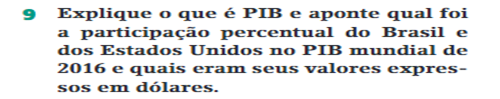 9 Explique o que é PIB e aponte qual foi
a participação percentual do Brasil e
dos Estados Unidos no PIB mundial de
2016 e quais eram seus valores expres-
sos em dólares.